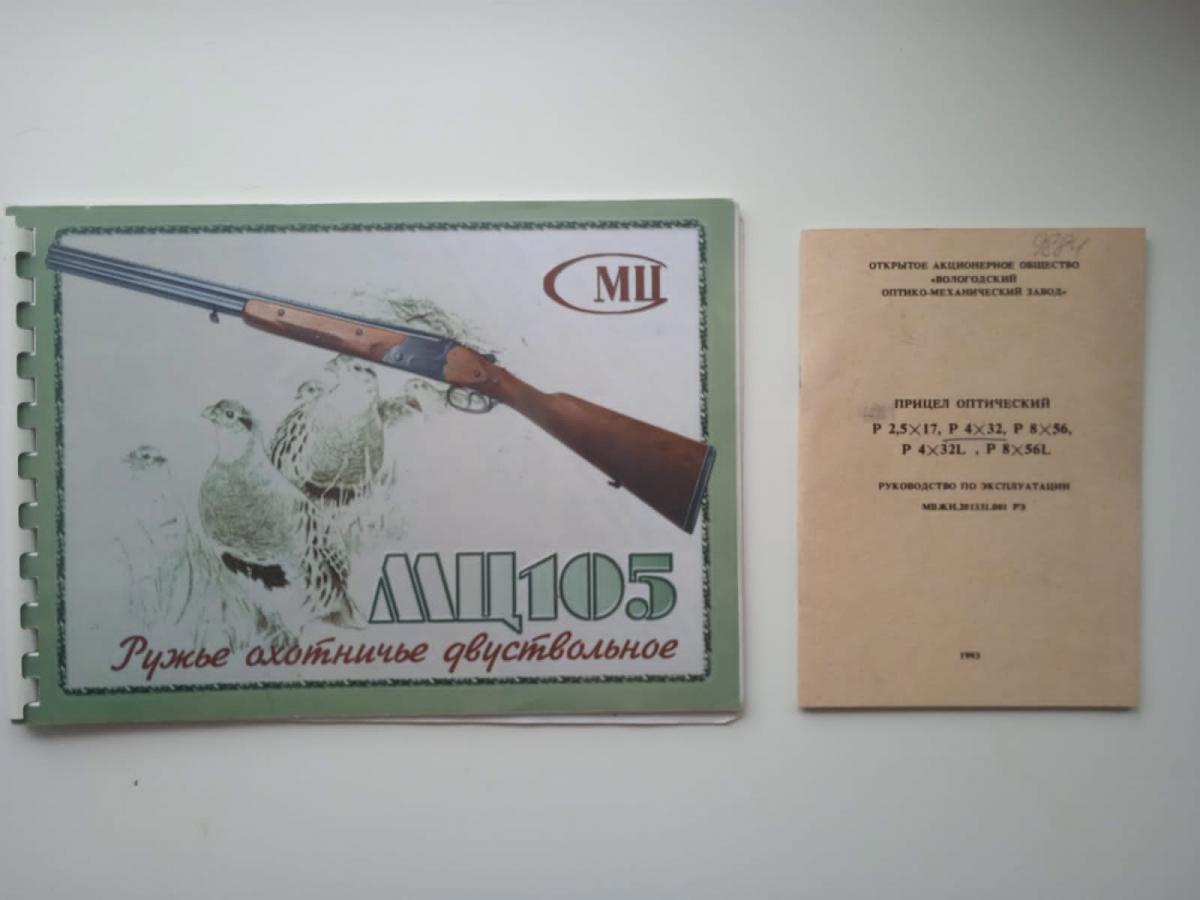 МЦ
МЦ105
Ружье охотничье двуствольное
ОТКРЫТОЕ АКЦИОНЕРНОЕ ОБЩЕСТВО
«ВОЛОГОДСКИЙ
ОПТИКО-МЕХАНИЧЕСКИЙ ЗАВОД»
ПРИЦЕЛ ОПТИЧЕСКИЙ
Р 2,5×17, Р 4×32, Р 8×56,
Р 4×32L , Р 8×56L
РУКОВОДСТВО ПО ЭКСПЛУАТАЦИИ
1993